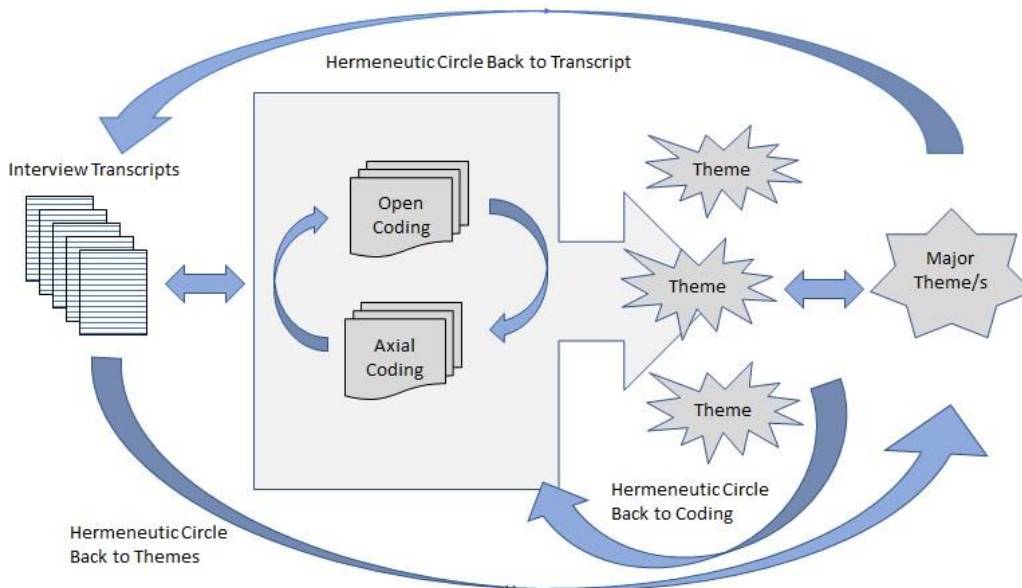 Hermeneutic Circle Back to Transcript
Interview Transcripts
Open
Coding
Axial
Coding
Theme
Theme
Theme
Major
Theme/s
Hermeneutic Circle
Back to Coding
Hermeneutic Circle
Back to Themes